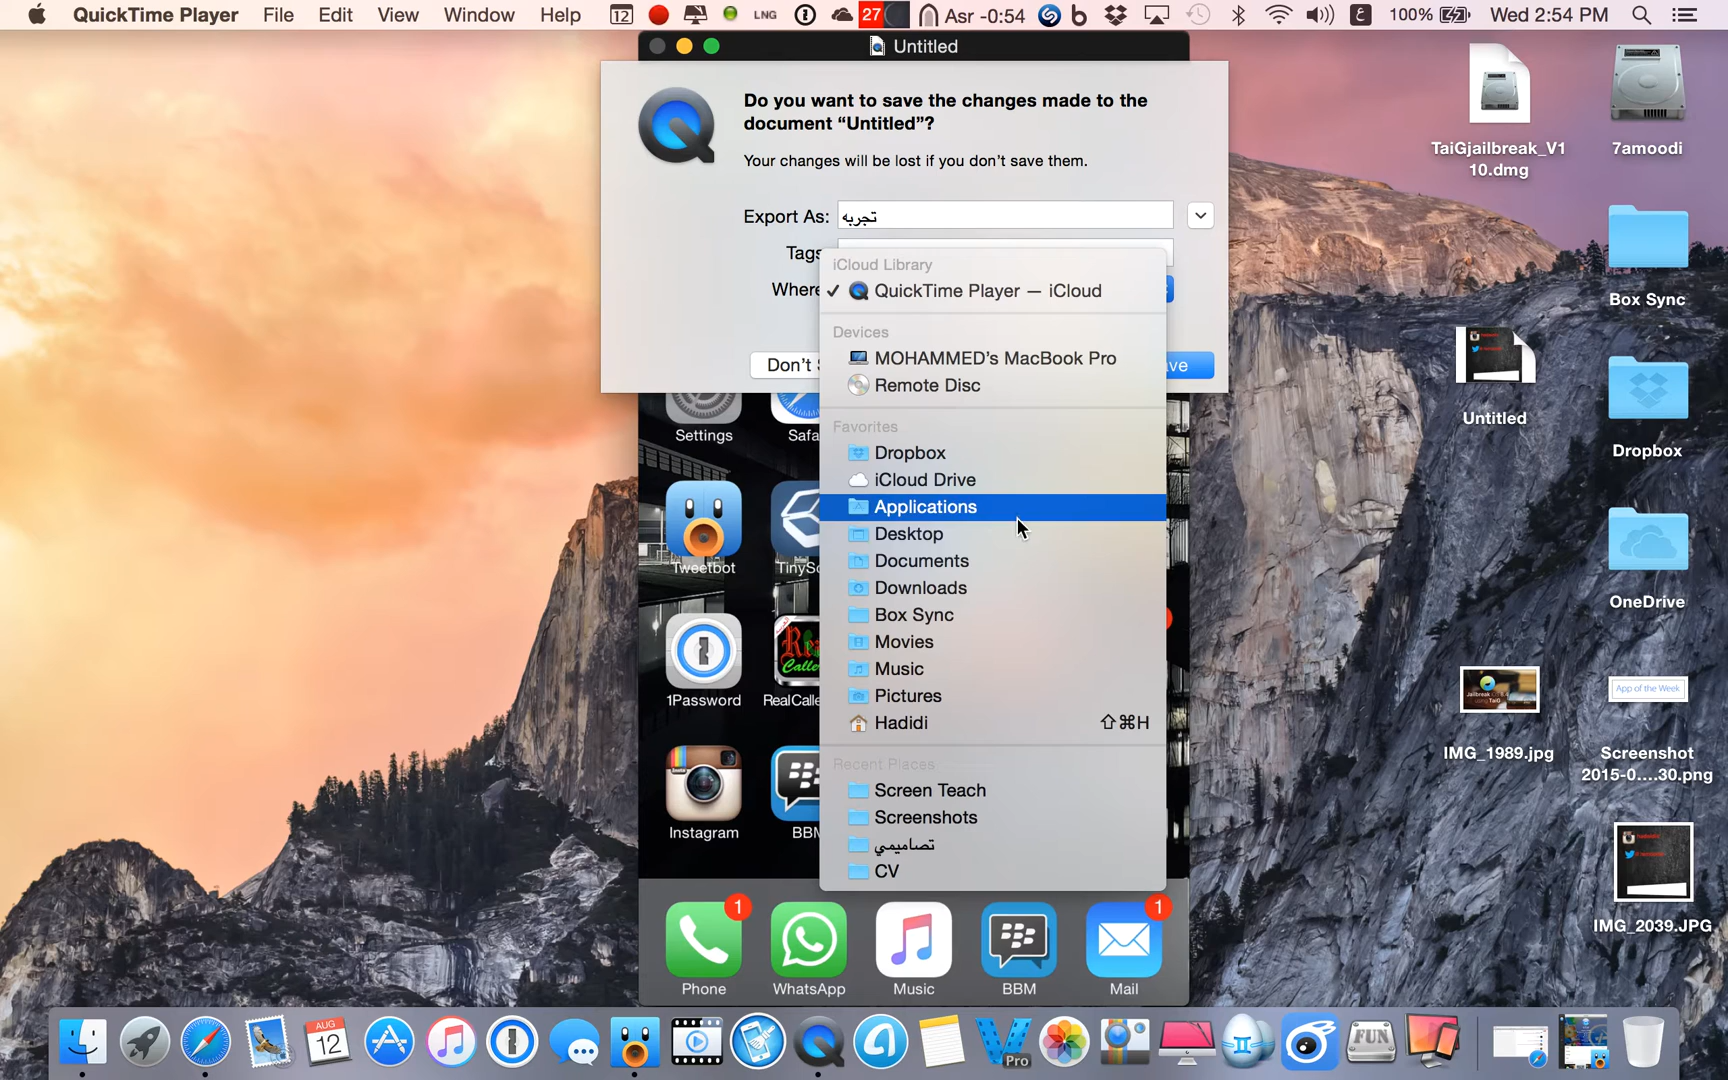 QuickTime Player File Edit View Window Help 12 LNG 27 Asr -0:54 b ع 100% Wed 2:54 PM
Untitled
Do you want to save the changes made to the
document “Untitled”?
Your changes will be lost if you don’t save them.
Export As: تجربه
Tags
Where
iCloud Library
✓ QuickTime Player — iCloud
Devices
MOHAMMED’s MacBook Pro
Remote Disc
Favorites
Dropbox
iCloud Drive
Applications
Desktop
Documents
Downloads
Box Sync
Movies
Music
Pictures
Hadidi ⇧⌘H
Recent Places
Screen Teach
Screenshots
تصاميمي
CV
Don’t S
ve
Settings
Safa
Tweetbot
TinySc
1Password
RealCalle
Instagram
BBM
1
1
Phone
WhatsApp
Music
BBM
Mail
TaiGjailbreak_V1
10.dmg
7amoodi
Box Sync
Untitled
Dropbox
OneDrive
App of the Week
IMG_1989.jpg
Screenshot
2015-0....30.png
IMG_2039.JPG
AUG
12
Pro
FUN